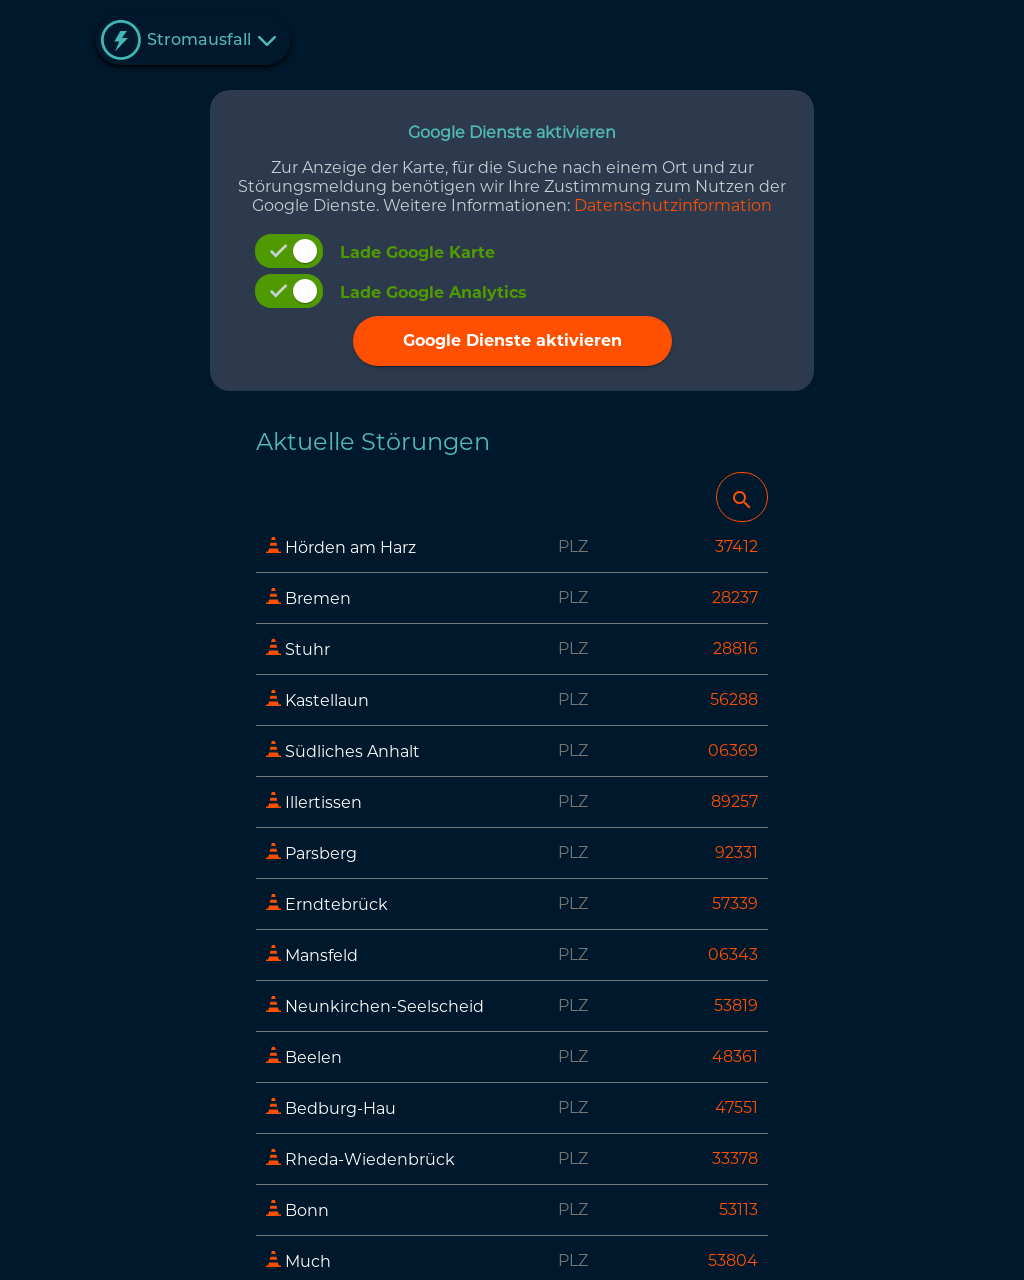 Stromausfall
Google Dienste aktivieren
Zur Anzeige der Karte, für die Suche nach einem Ort und zur
Störungsmeldung benötigen wir Ihre Zustimmung zum Nutzen der
Google Dienste. Weitere Informationen: Datenschutzinformation
Lade Google Karte
Lade Google Analytics
Google Dienste aktivieren
Aktuelle Störungen
Hörden am Harz PLZ 37412
Bremen PLZ 28237
Stuhr PLZ 28816
Kastellaun PLZ 56288
Südliches Anhalt PLZ 06369
Illertissen PLZ 89257
Parsberg PLZ 92331
Erndtebrück PLZ 57339
Mansfeld PLZ 06343
Neunkirchen-Seelscheid PLZ 53819
Beelen PLZ 48361
Bedburg-Hau PLZ 47551
Rheda-Wiedenbrück PLZ 33378
Bonn PLZ 53113
Much PLZ 53804